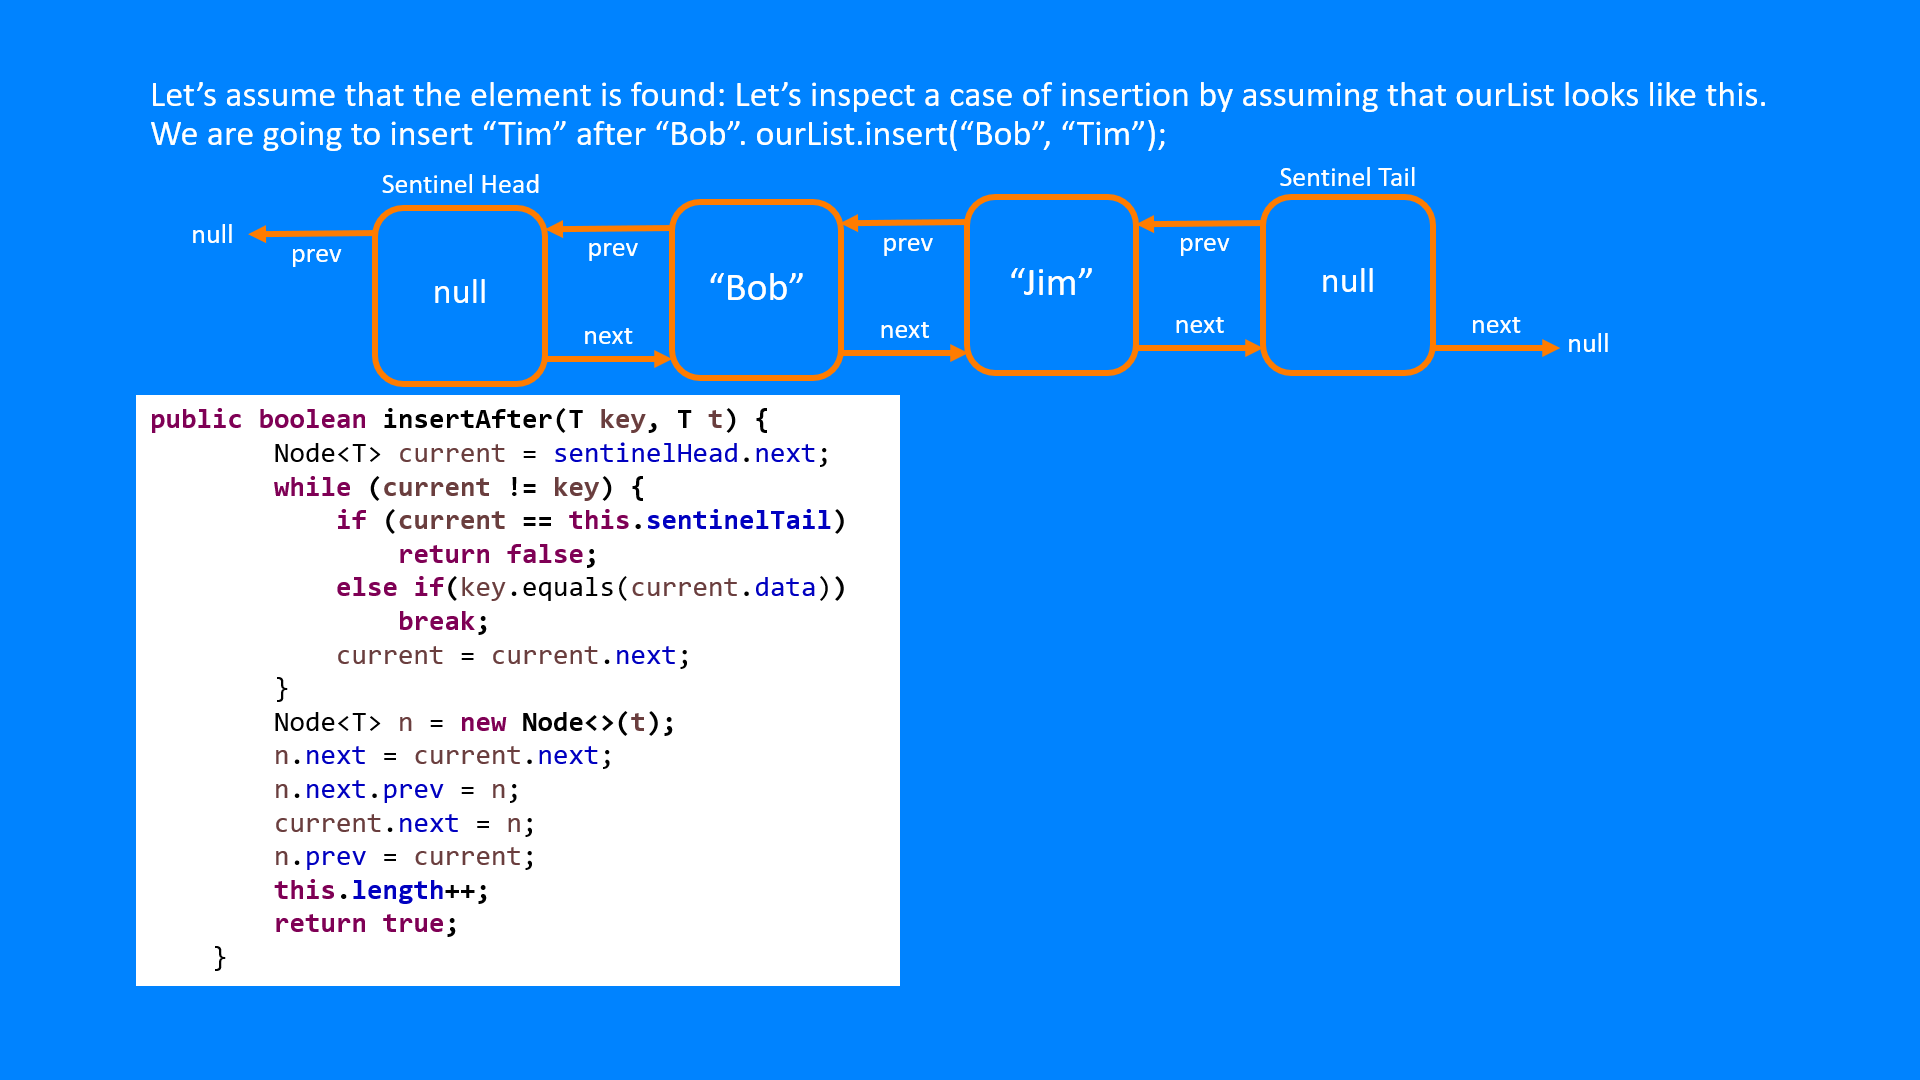 Let’s assume that the element is found: Let’s inspect a case of insertion by assuming that ourList looks like this.
We are going to insert “Tim” after “Bob”. ourList.insert(“Bob”, “Tim”);
Sentinel Head
Sentinel Tail
null
prev
prev
prev
prev
null
“Bob”
“Jim”
null
next
next
next
next
null
public boolean insertAfter(T key, T t) {
Node<T> current = sentinelHead.next;
while (current != key) {
if (current == this.sentinelTail)
return false;
else if(key.equals(current.data))
break;
current = current.next;
}
Node<T> n = new Node<>(t);
n.next = current.next;
n.next.prev = n;
current.next = n;
n.prev = current;
this.length++;
return true;
}